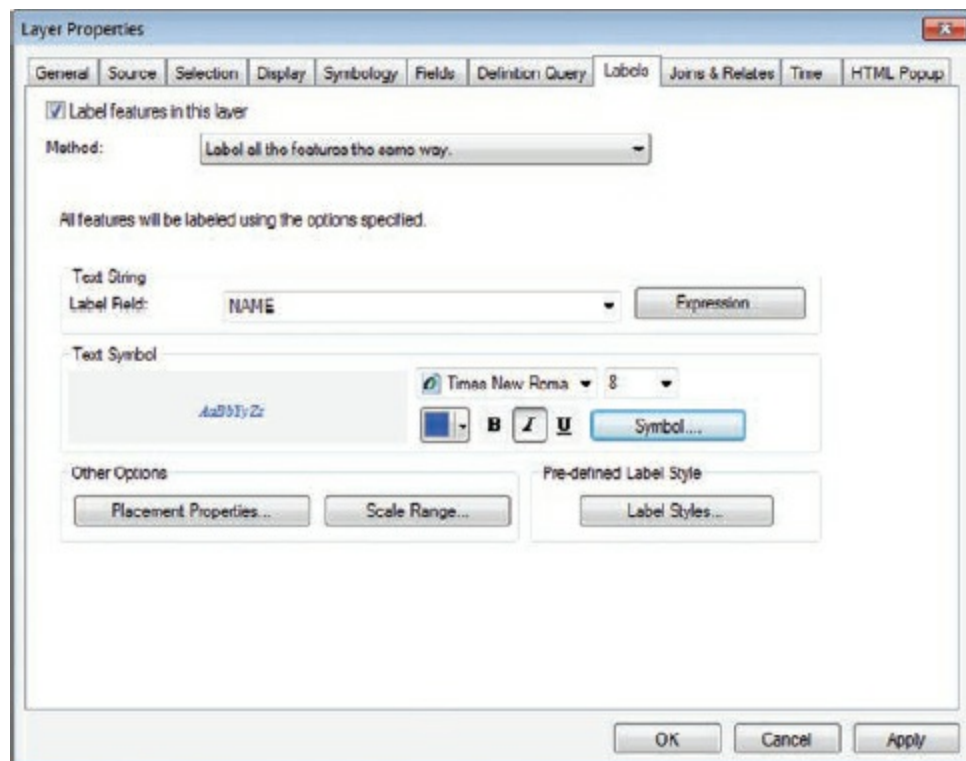 Layer Properties
General Source Selection Display Symbology Fields Definition Query Labels Joins & Relates Time HTML Popup
Label features in this layer
Method: Label all the features the same way.
All features will be labeled using the options specified.
Text String
Label Field: NAME Expression
Text Symbol
AaBbYyZz Times New Roma 8
B I U Symbol....
Other Options Pre-defined Label Style
Placement Properties... Scale Range... Label Styles...
OK Cancel Apply